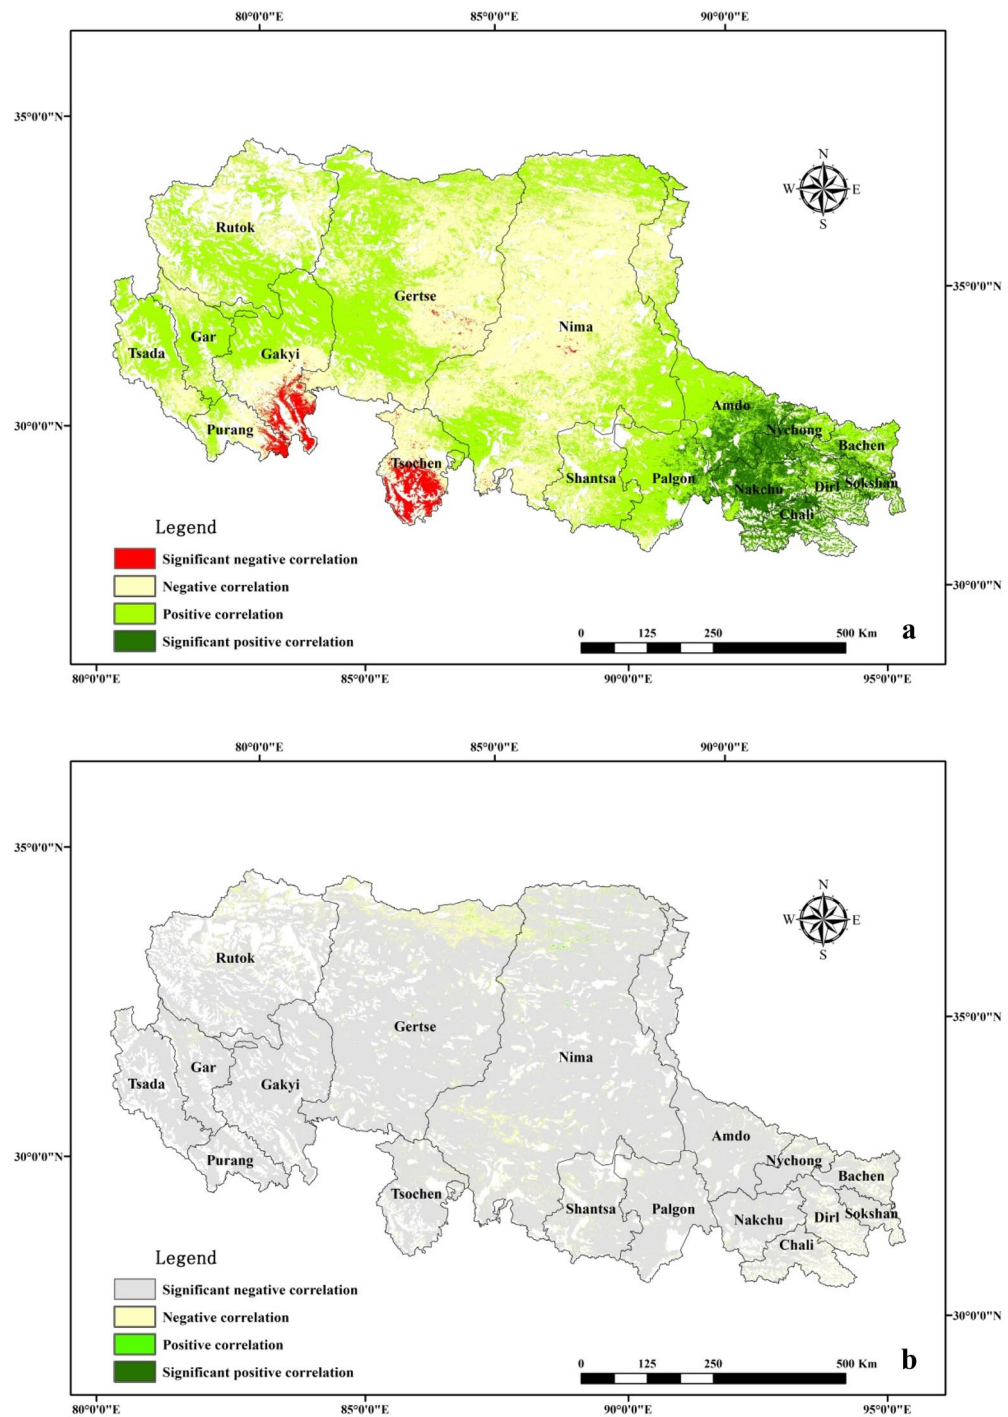 80°0'0"E 85°0'0"E 90°0'0"E
35°0'0"N
N
W E
S
Rutok
35°0'0"N
Gertse
Nima
Gar
Tsada Gakyi
Amdo
30°0'0"N
Purang Nychong
Bachen
Tsochen
Shantsa Palgon Nakchu Dirl Sokshan
Chali
Legend
Significant negative correlation
Negative correlation
30°0'0"N
Positive correlation
Significant positive correlation
0 125 250 500 Km
a
80°0'0"E 85°0'0"E 90°0'0"E 95°0'0"E
80°0'0"E 85°0'0"E 90°0'0"E
35°0'0"N
N
W E
S
Rutok
35°0'0"N
Gertse
Nima
Gar
Tsada Gakyi
Amdo
30°0'0"N
Purang Nychong
Bachen
Tsochen
Shantsa Palgon Nakchu Dirl Sokshan
Chali
Legend
Significant negative correlation
Negative correlation
30°0'0"N
Positive correlation
Significant positive correlation
0 125 250 500 Km
b
80°0'0"E 85°0'0"E 90°0'0"E 95°0'0"E